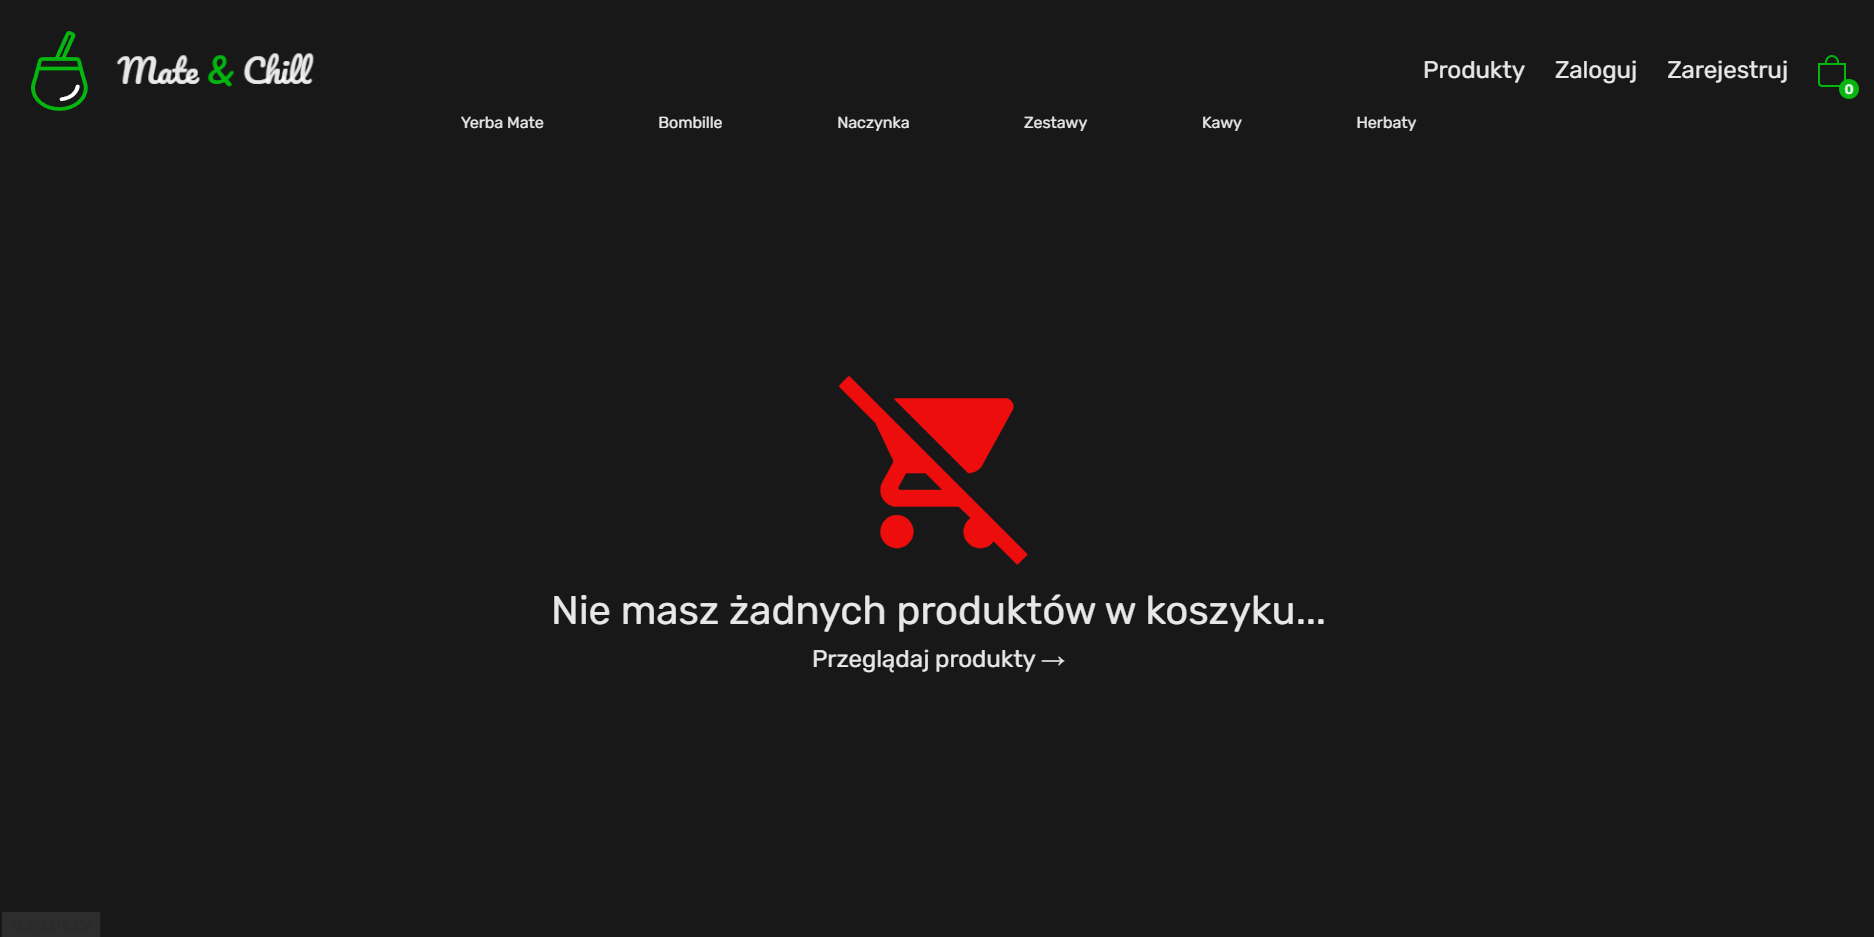 Mate & Chill
Produkty Zaloguj Zarejestruj
0
Yerba Mate Bombille Naczynka Zestawy Kawy Herbaty
Nie masz żadnych produktów w koszyku...
Przeglądaj produkty →